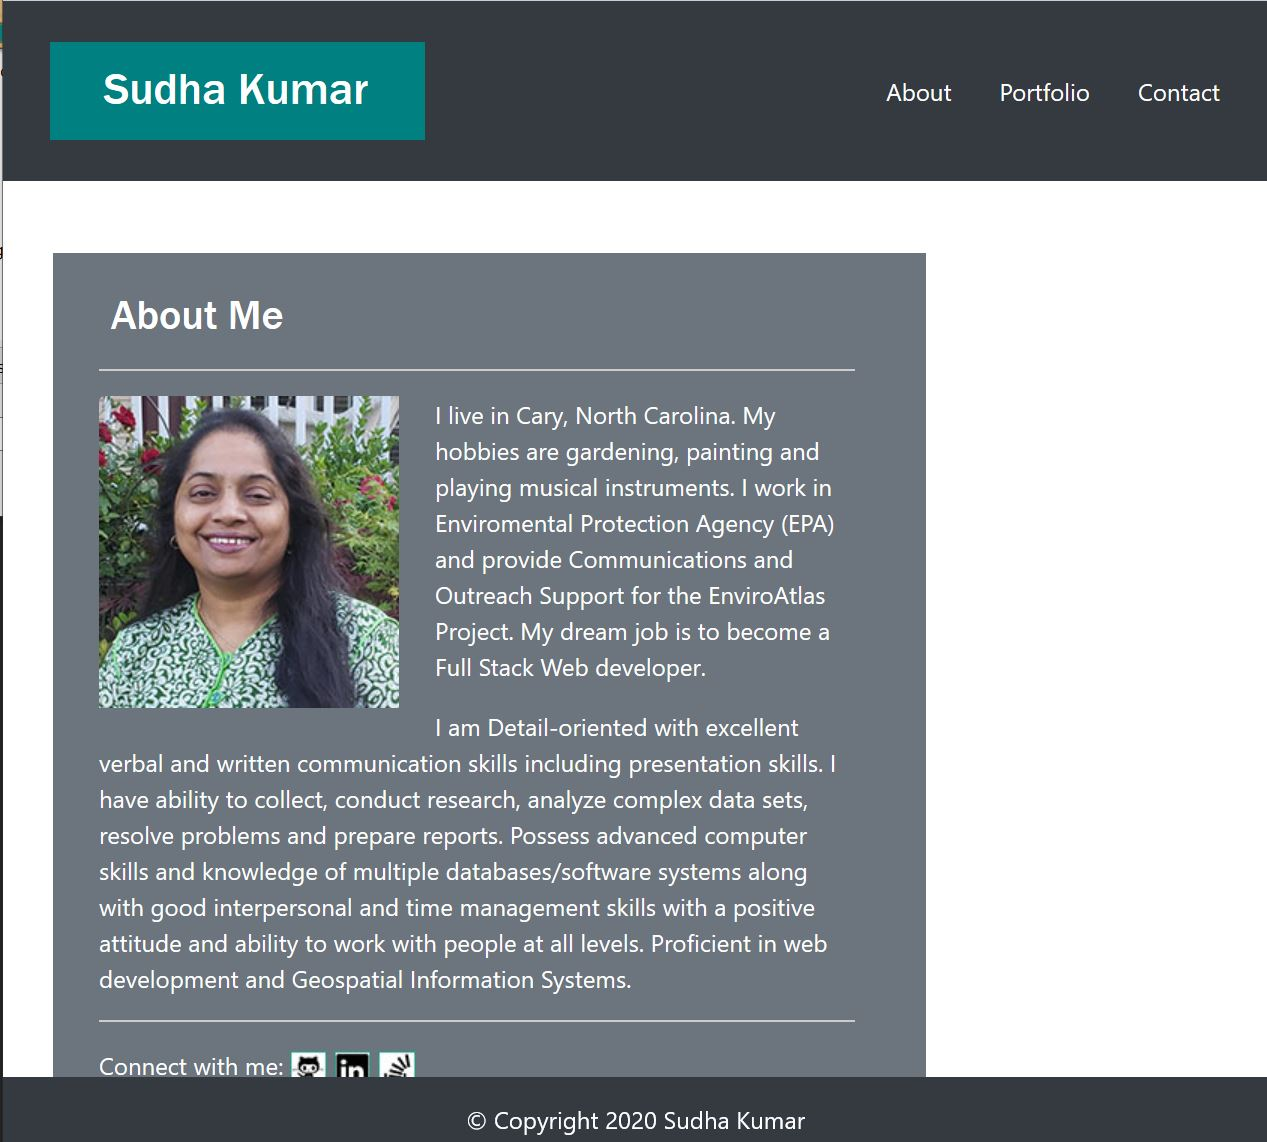 Sudha Kumar
About Portfolio Contact
About Me
I live in Cary, North Carolina. My
hobbies are gardening, painting and
playing musical instruments. I work in
Enviromental Protection Agency (EPA)
and provide Communications and
Outreach Support for the EnviroAtlas
Project. My dream job is to become a
Full Stack Web developer.
I am Detail-oriented with excellent
verbal and written communication skills including presentation skills. I
have ability to collect, conduct research, analyze complex data sets,
resolve problems and prepare reports. Possess advanced computer
skills and knowledge of multiple databases/software systems along
with good interpersonal and time management skills with a positive
attitude and ability to work with people at all levels. Proficient in web
development and Geospatial Information Systems.
Connect with me: in
© Copyright 2020 Sudha Kumar